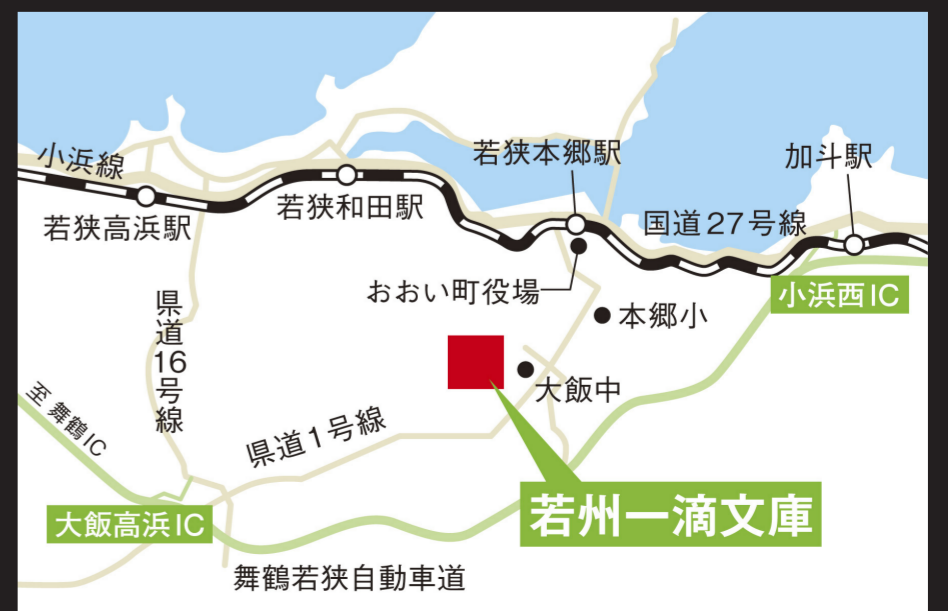 小浜線
若狭高浜駅
若狭和田駅
若狭本郷駅
加斗駅
国道27号線
おおい町役場
小浜西IC
本郷小
県道16号線
大飯中
至 舞鶴IC
県道1号線
若州一滴文庫
大飯高浜IC
舞鶴若狭自動車道